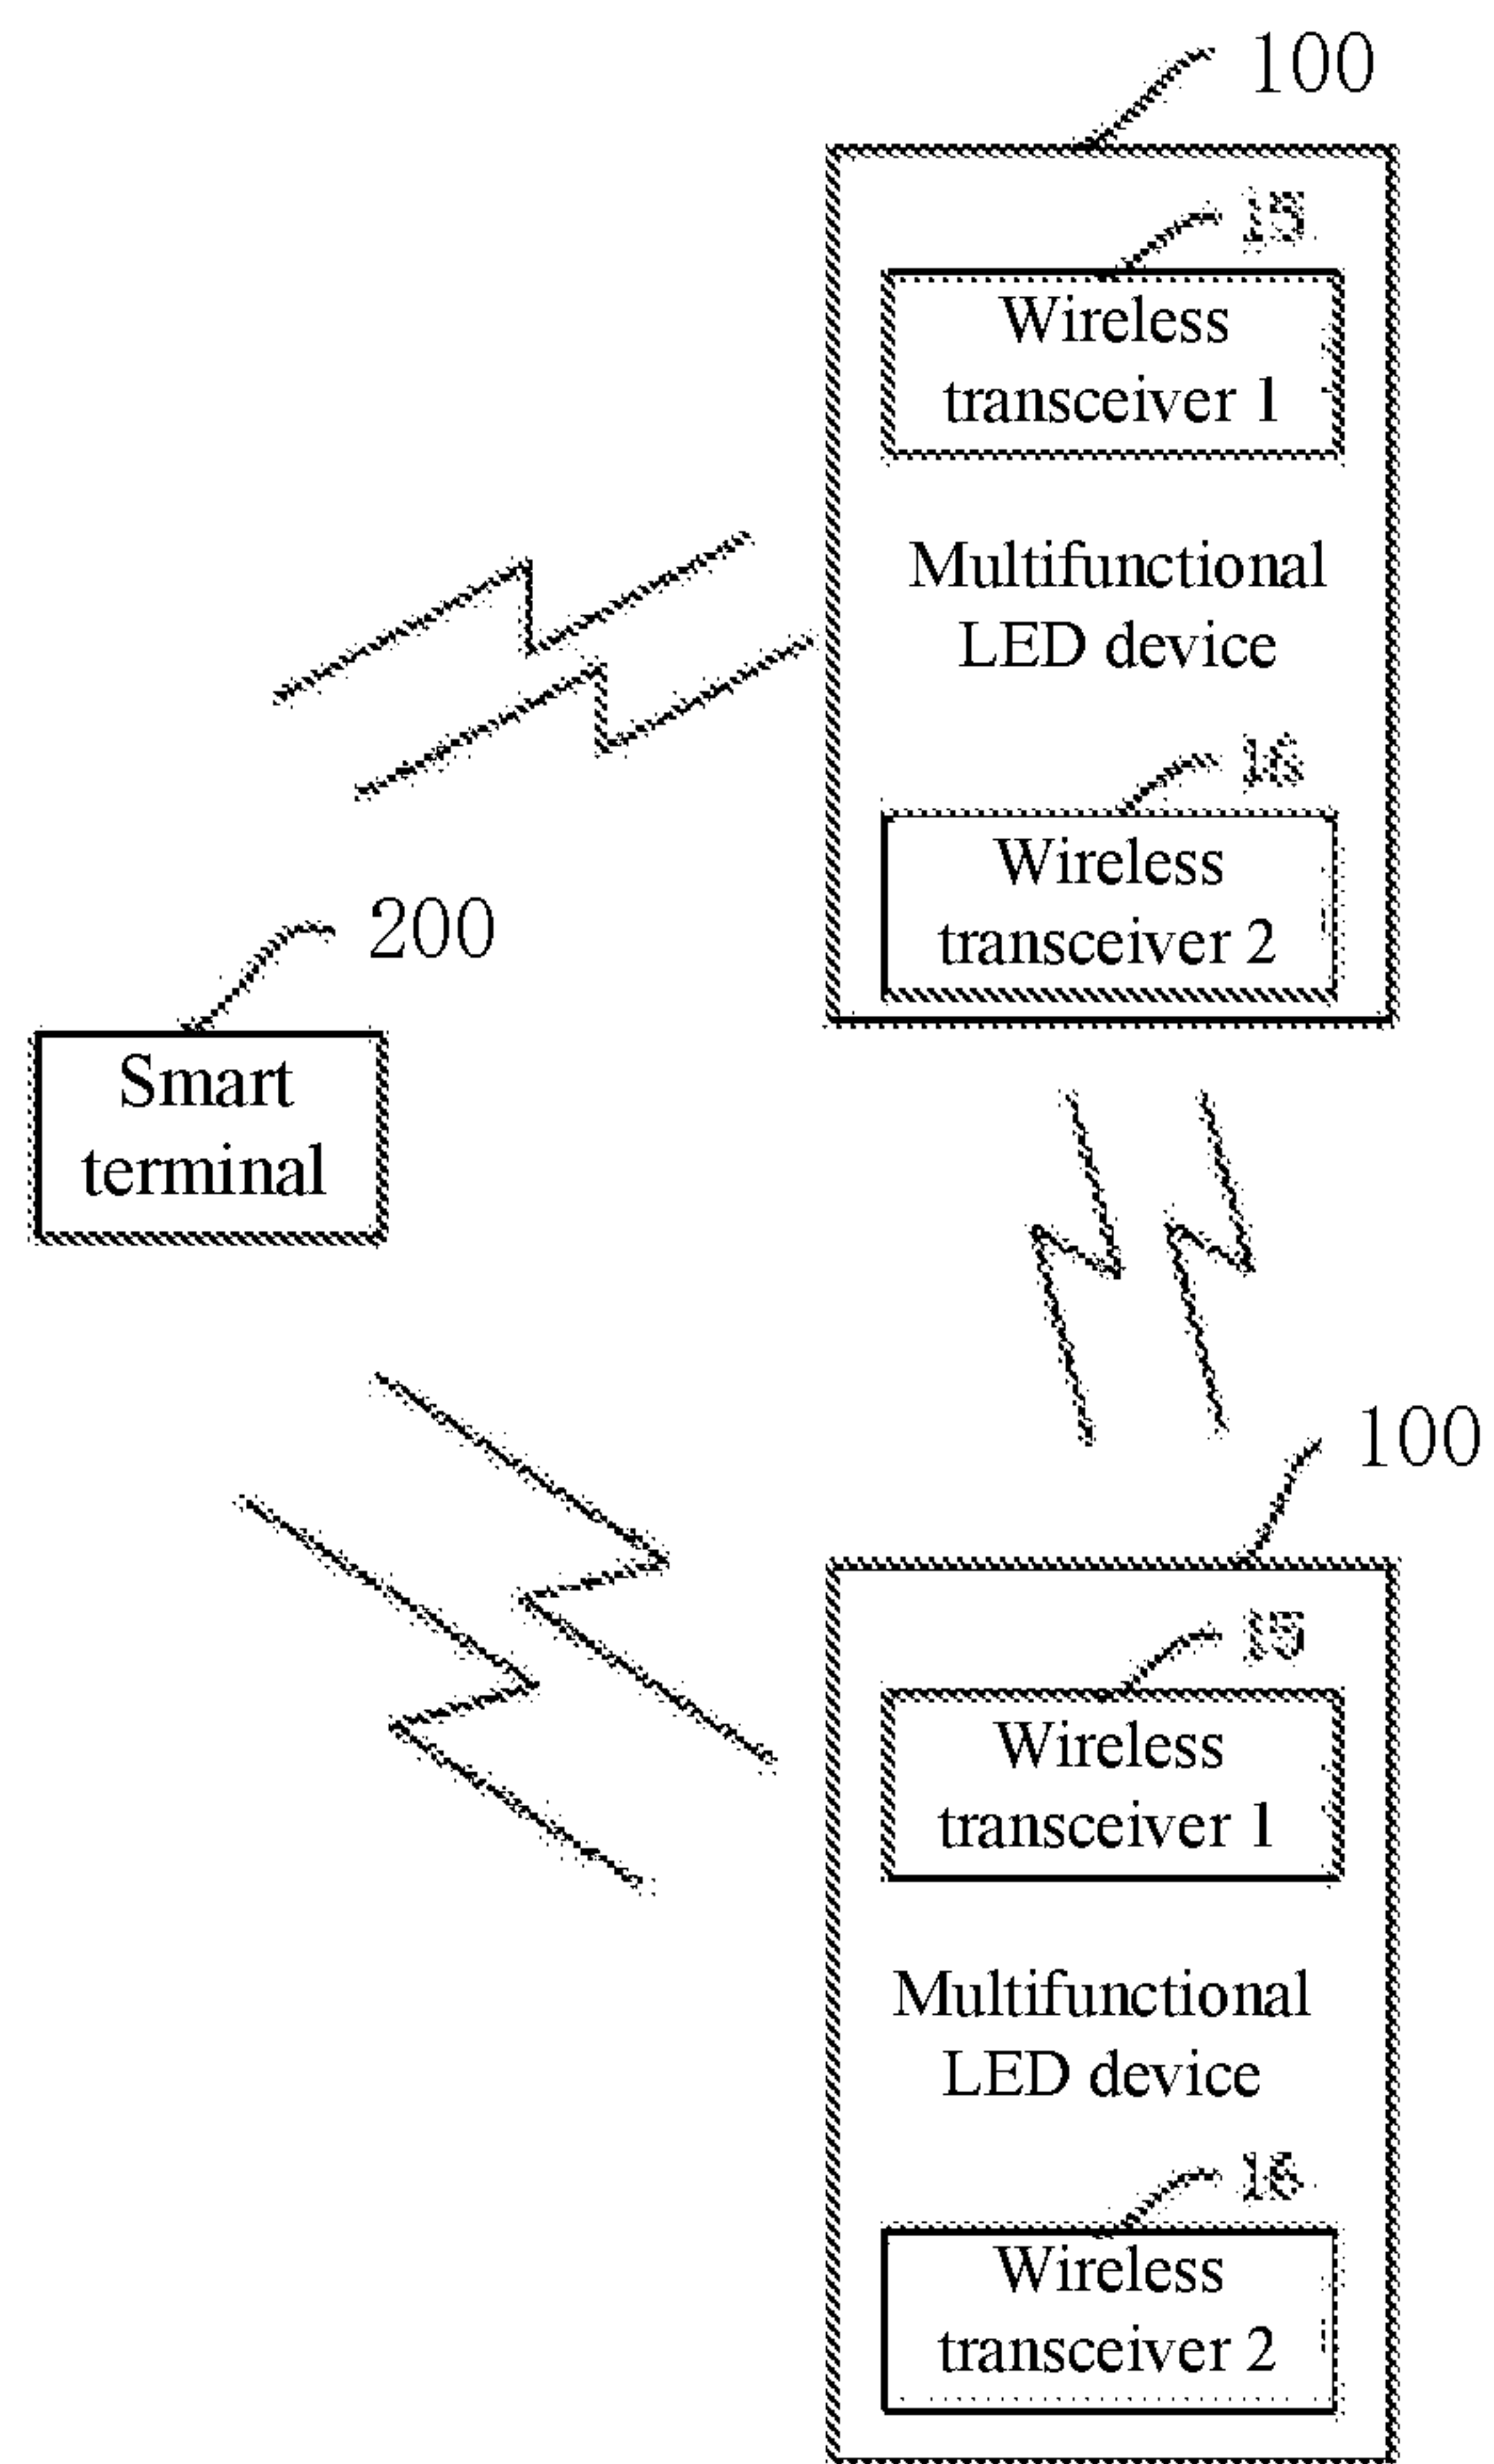 100
15
Wireless
transceiver 1
Multifunctional
LED device
16
Wireless
transceiver 2
200
Smart
terminal
100
15
Wireless
transceiver 1
Multifunctional
LED device
16
Wireless
transceiver 2